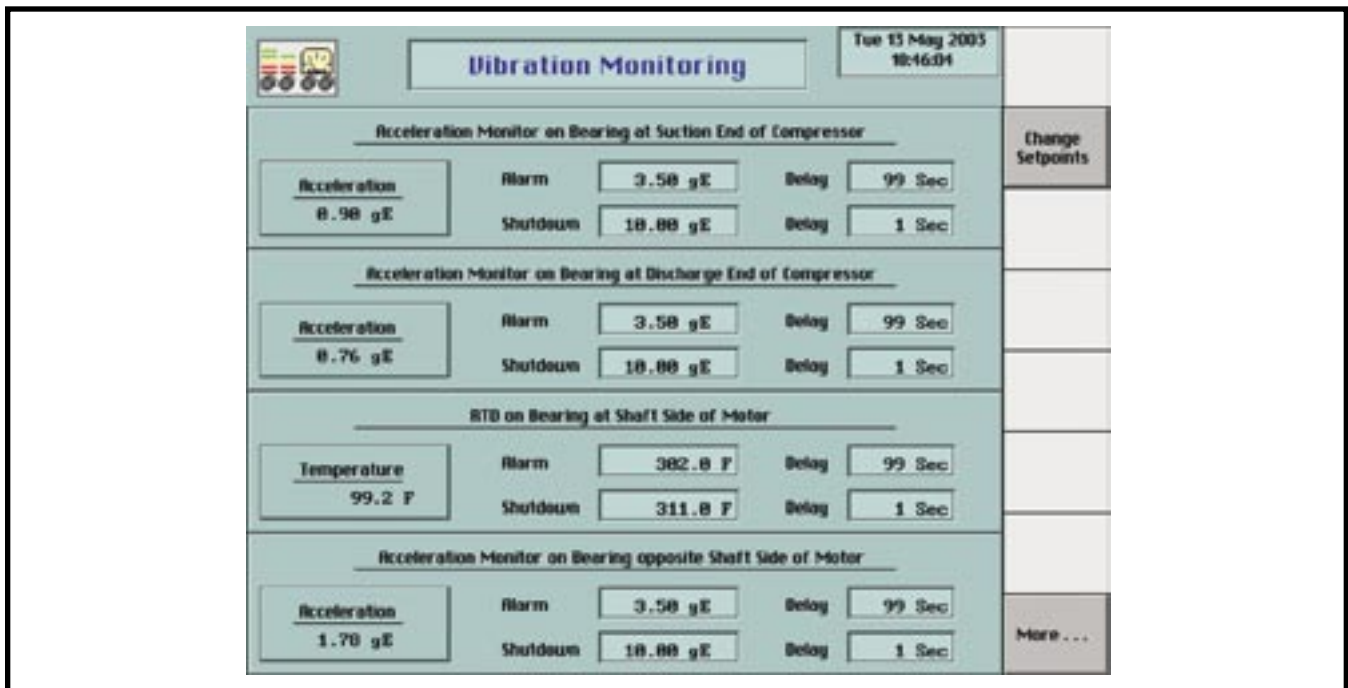 Vibration Monitoring
Tue 13 May 2003
10:46:04
Change
Setpoints
Acceleration Monitor on Bearing at Suction End of Compressor
Acceleration
0.90 gE
Alarm 3.50 gE Delay 99 Sec
Shutdown 10.00 gE Delay 1 Sec
Acceleration Monitor on Bearing at Discharge End of Compressor
Acceleration
0.76 gE
Alarm 3.50 gE Delay 99 Sec
Shutdown 10.00 gE Delay 1 Sec
RTD on Bearing at Shaft Side of Motor
Temperature
99.2 F
Alarm 302.0 F Delay 99 Sec
Shutdown 311.0 F Delay 1 Sec
Acceleration Monitor on Bearing opposite Shaft Side of Motor
Acceleration
1.70 gE
Alarm 3.50 gE Delay 99 Sec
Shutdown 10.00 gE Delay 1 Sec
More...